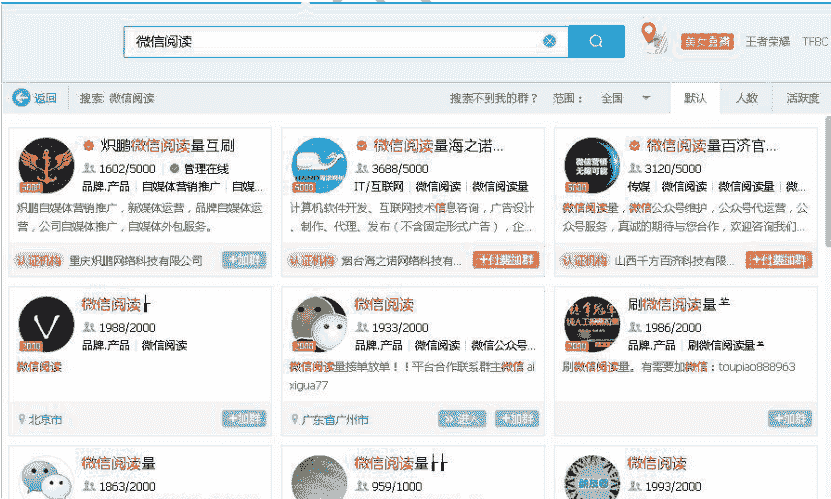 微信阅读
美女直播 王者荣耀 TFBC
返回 搜索: 微信阅读 搜索不到我的群？ 范围： 全国 默认 人数 活跃度
炽鹏微信阅读量互刷
1602/5000 管理在线
品牌.产品 自媒体营销推广 自媒...
炽鹏自媒体营销推广，新媒体运营，品牌自媒体运
营，公司自媒体推广，自媒体外包服务。
认证机构 重庆炽鹏网络科技有限公司 +加群
5000
微信阅读量海之诺...
3688/5000
IT/互联网 微信阅读 微信阅读量
计算机软件开发、互联网技术信息咨询，广告设计
、制作、代理、发布（不含固定形式广告），企...
认证机构 烟台海之诺网络科技有... +付费加群
5000
微信营销
无限可能
微信阅读量百济官...
3120/5000
传媒 微信阅读 微信阅读量 微...
微信阅读量，微信公众号维护，公众号代运营，公
众号服务，真诚的期待与您合作，欢迎咨询我们...
认证机构 山西千方百济科技有限... +付费加群
5000
微信阅读
1988/2000
品牌.产品 微信阅读
微信阅读
北京市 +加群
2000
微信阅读
1933/2000
品牌.产品 微信阅读 微信公众号...
微信阅读量接单放单！！平台合作联系群主微信 ai
xigua77
广东省广州市 进入 +加群
2000
刷微信阅读量
1986/2000
品牌.产品 刷微信阅读量
刷微信阅读量。有需要加微信：toupiao888963
+加群
2000
微信阅读量
1863/2000
微信阅读量
959/1000
微信阅读
1993/2000